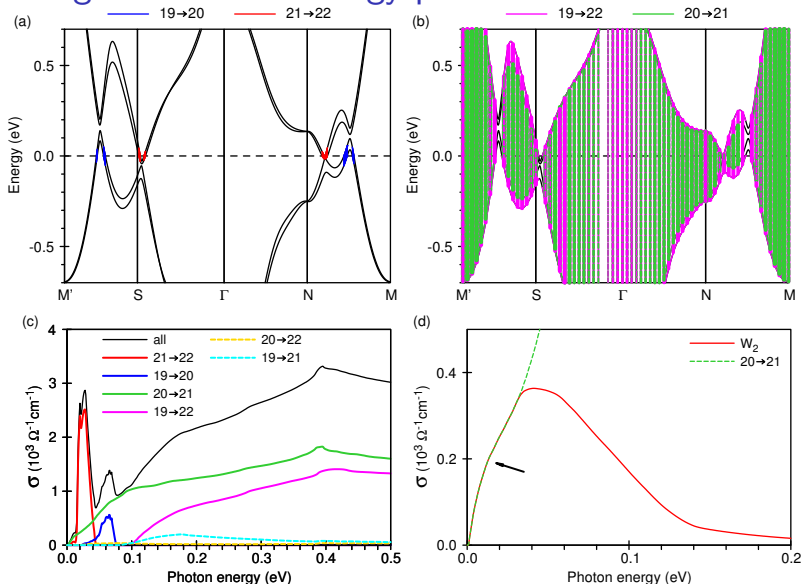 19→20 21→22
19→22 20→21
(a)
Energy (eV)
0.5
0.0
-0.5
M' S Γ N M
(b)
Energy (eV)
0.5
0.0
-0.5
M' S Γ N M
(c)
σ (10³ Ω⁻¹cm⁻¹)
4
3
2
1
0
all
21→22
19→20
20→21
19→22
20→22
19→21
0.0 0.1 0.2 0.3 0.4 0.5
Photon energy (eV)
(d)
σ (10³ Ω⁻¹cm⁻¹)
0.4
0.2
0.0
W₂
20→21
0.0 0.1 0.2
Photon energy (eV)